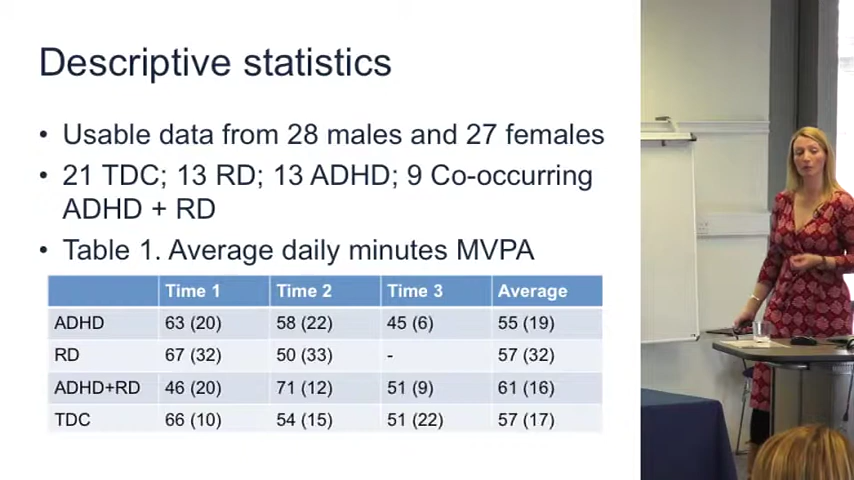 Descriptive statistics
• Usable data from 28 males and 27 females
• 21 TDC; 13 RD; 13 ADHD; 9 Co-occurring
ADHD + RD
• Table 1. Average daily minutes MVPA
Time 1 Time 2 Time 3 Average
ADHD 63 (20) 58 (22) 45 (6) 55 (19)
RD 67 (32) 50 (33) - 57 (32)
ADHD+RD 46 (20) 71 (12) 51 (9) 61 (16)
TDC 66 (10) 54 (15) 51 (22) 57 (17)